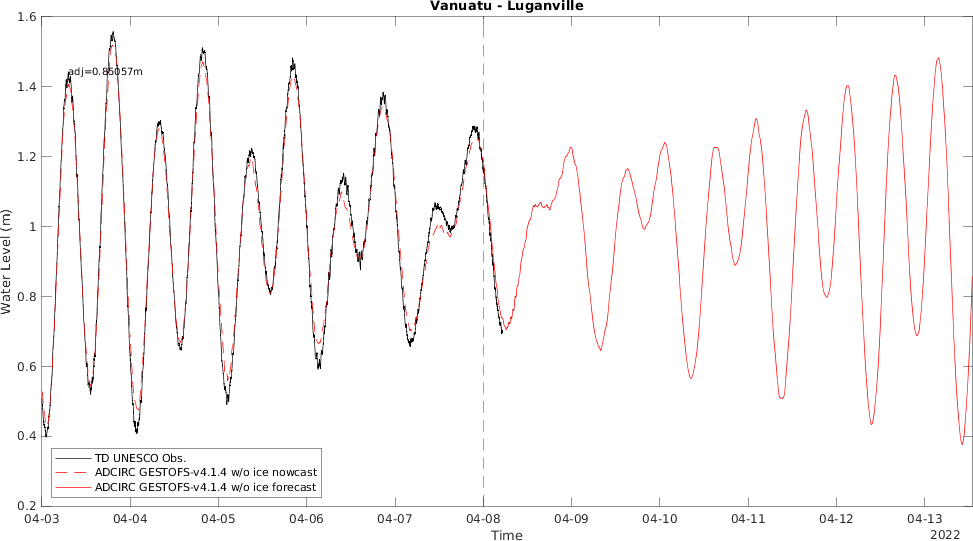 Vanuatu - Luganville
1.6
1.4
1.2
1
0.8
0.6
0.4
0.2
Water Level (m)
adj=0.85057m
TD UNESCO Obs.
ADCIRC GESTOFS-v4.1.4 w/o ice nowcast
ADCIRC GESTOFS-v4.1.4 w/o ice forecast
04-03 04-04 04-05 04-06 04-07 04-08 04-09 04-10 04-11 04-12 04-13
Time
2022